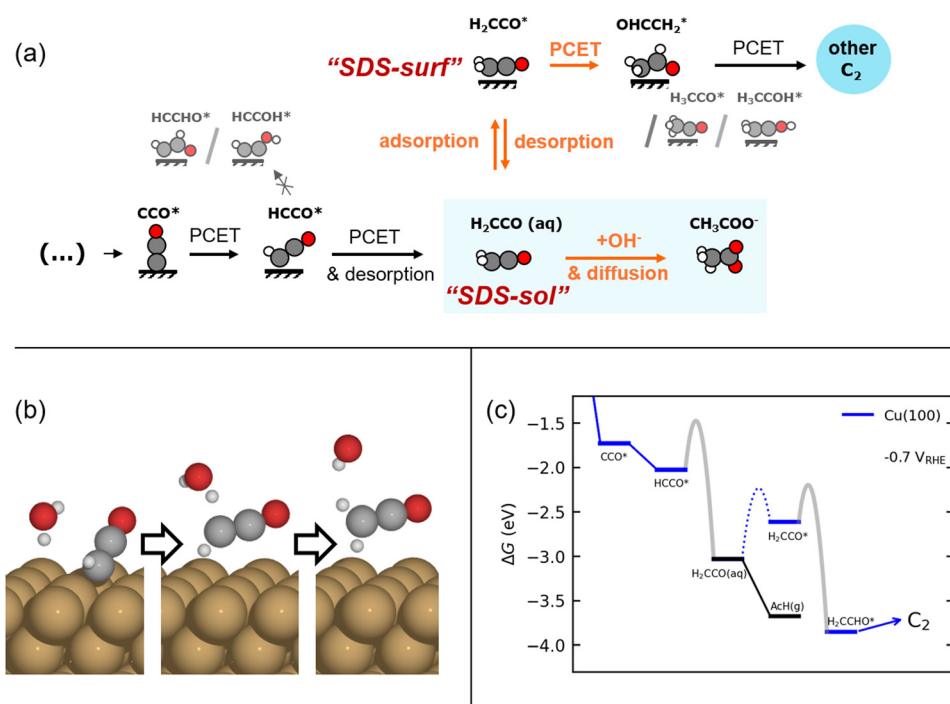 (a)
H₂CCO*
OHCCH₂*
"SDS-surf"
PCET
PCET
other
C₂
HCCHO*
HCCOH*
H₃CCO*
H₃CCOH*
adsorption
desorption
CCO*
HCCO*
H₂CCO (aq)
CH₃COO⁻
(...)
PCET
PCET
& desorption
+OH⁻
& diffusion
"SDS-sol"
(b)
(c)
Cu(100)
-0.7 V_RHE
ΔG (eV)
−1.5
−2.0
−2.5
−3.0
−3.5
−4.0
CCO*
HCCO*
H₂CCO*
H₂CCO(aq)
AcH(g)
H₂CCHO*
C₂